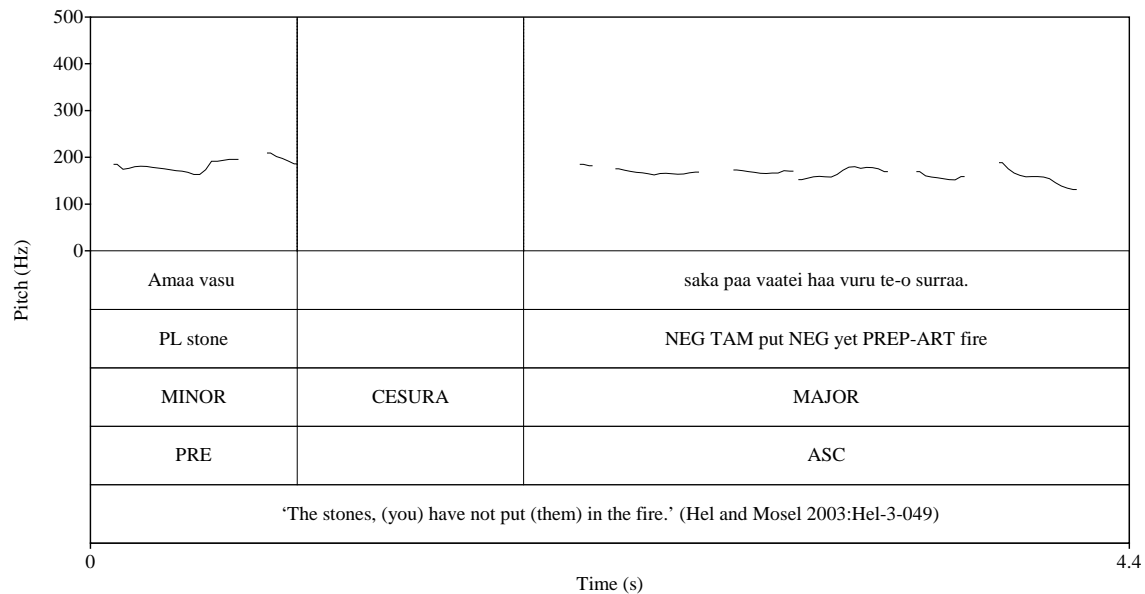 500
400
300
200
100
0
Pitch (Hz)
Amaa vasu saka paa vaatei haa vuru te-o surraa.
PL stone NEG TAM put NEG yet PREP-ART fire
MINOR CESURA MAJOR
PRE ASC
‘The stones, (you) have not put (them) in the fire.’ (Hel and Mosel 2003:Hel-3-049)
0 4.4
Time (s)